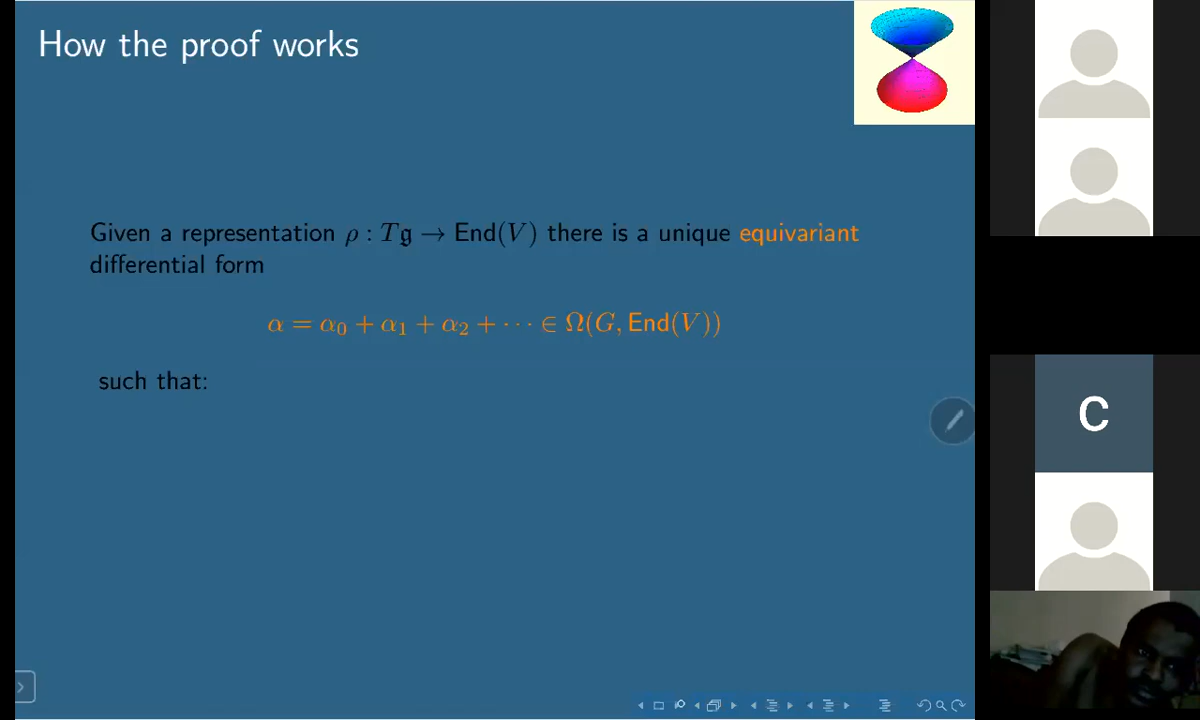 How the proof works
Given a representation ρ : T𝔤 → End(V) there is a unique equivariant
differential form
α = α₀ + α₁ + α₂ + ··· ∈ Ω(G, End(V))
such that:
C